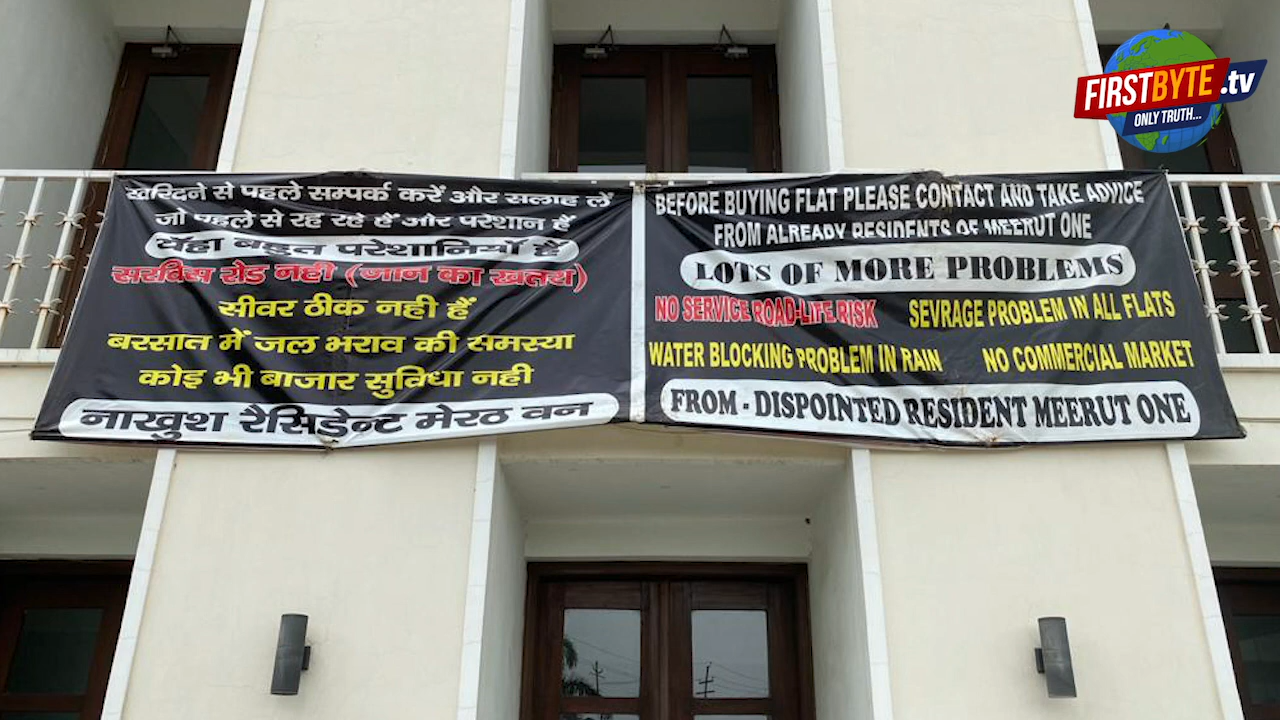 खरिदने से पहले सम्पर्क करें और सलाह लें
जो पहले से रह रहे हैं और परेशान हैं
यहा बहुत परेशानियाँ हैं
सरविस रोड नही (जान का खतरा)
सीवर ठीक नही हैं
बरसात में जल भराव की समस्या
कोइ भी बाजार सुविधा नही
नाखुश रैसिडेन्ट मेरठ वन
BEFORE BUYING FLAT PLEASE CONTACT AND TAKE ADVICE
FROM ALREADY RESIDENTS OF MEERUT ONE
LOTS OF MORE PROBLEMS
NO SERVICE ROAD-LIFE RISK SEVRAGE PROBLEM IN ALL FLATS
WATER BLOCKING PROBLEM IN RAIN NO COMMERCIAL MARKET
FROM - DISPOINTED RESIDENT MEERUT ONE
FIRSTBYTE.tv
ONLY TRUTH...